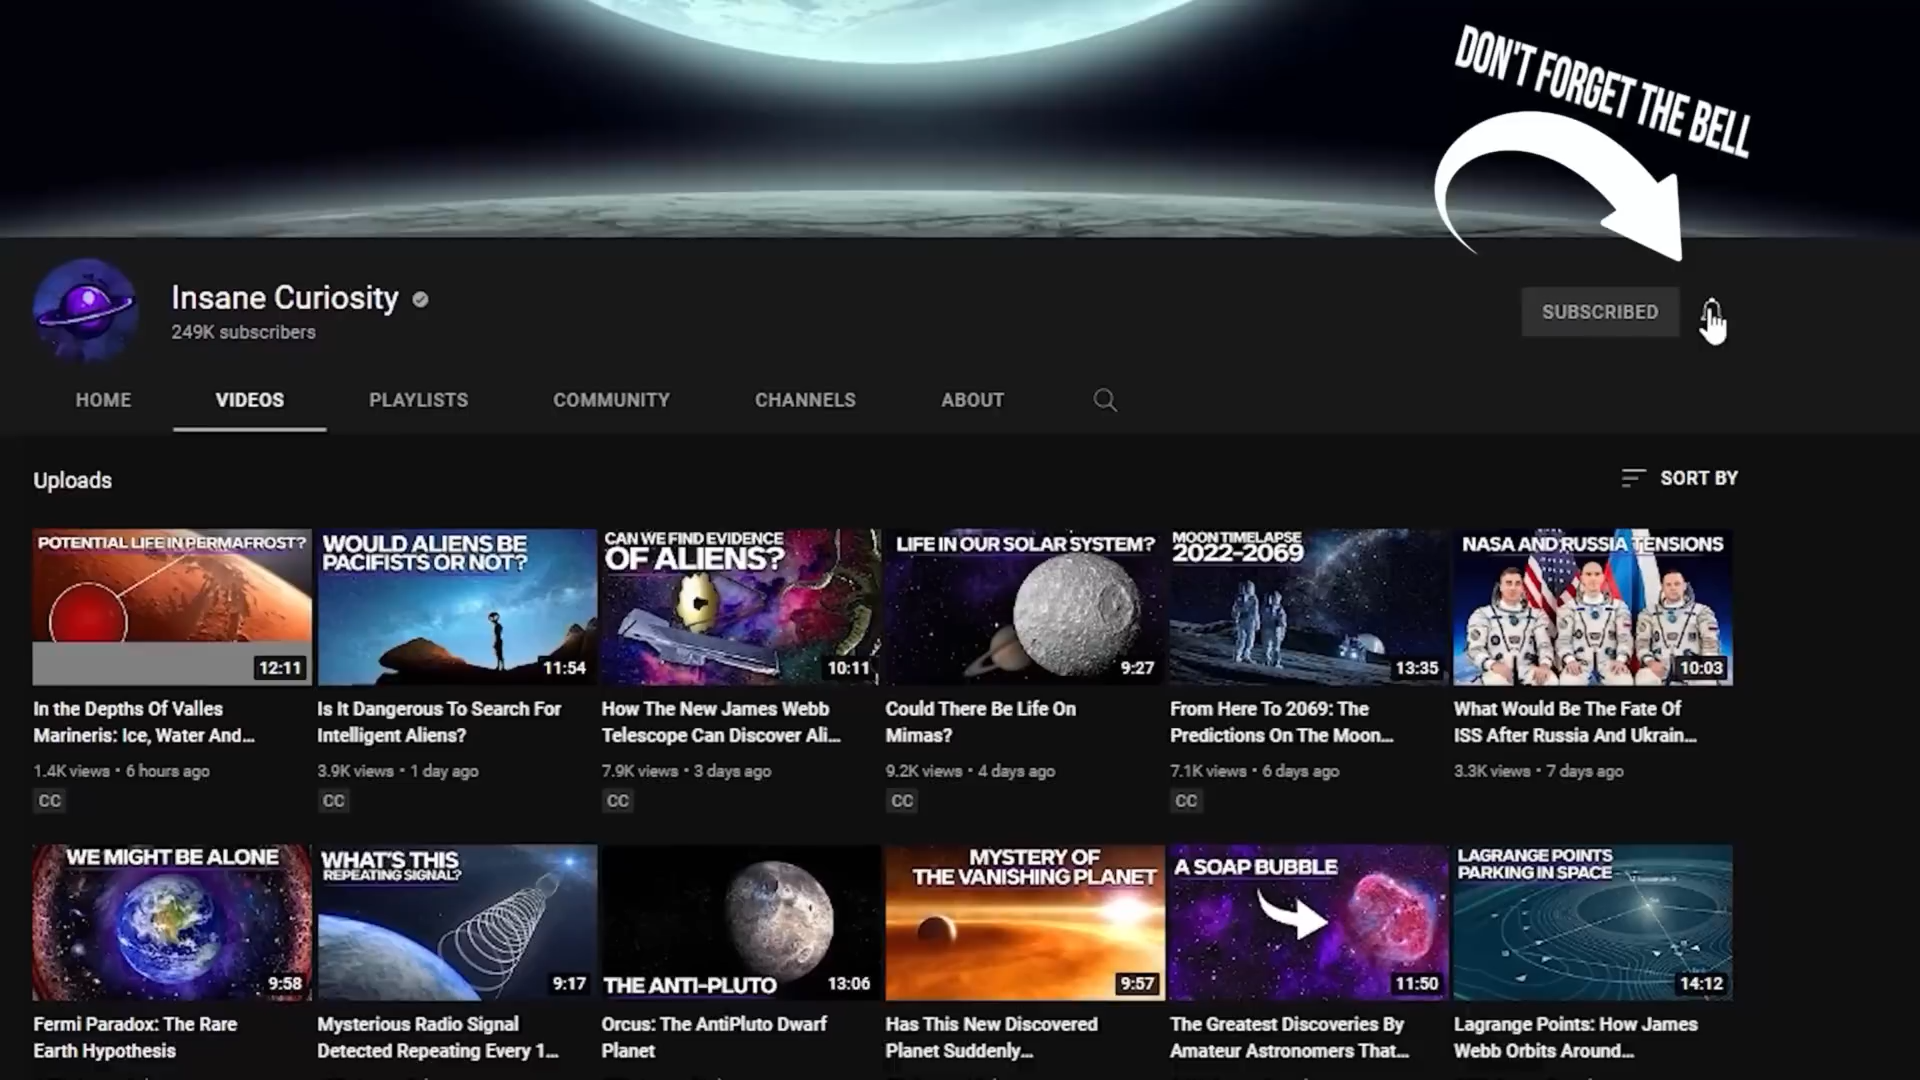 DON'T FORGET THE BELL
Insane Curiosity
249K subscribers
SUBSCRIBED
HOME
VIDEOS
PLAYLISTS
COMMUNITY
CHANNELS
ABOUT
Uploads
SORT BY
POTENTIAL LIFE IN PERMAFROST?
12:11
WOULD ALIENS BE
PACIFISTS OR NOT?
11:54
CAN WE FIND EVIDENCE
OF ALIENS?
10:11
LIFE IN OUR SOLAR SYSTEM?
9:27
MOON TIMELAPSE
2022-2069
13:35
NASA AND RUSSIA TENSIONS
10:03
In the Depths Of Valles
Marineris: Ice, Water And...
1.4K views • 6 hours ago
CC
Is It Dangerous To Search For
Intelligent Aliens?
3.9K views • 1 day ago
CC
How The New James Webb
Telescope Can Discover Ali...
7.9K views • 3 days ago
CC
Could There Be Life On
Mimas?
9.2K views • 4 days ago
CC
From Here To 2069: The
Predictions On The Moon...
7.1K views • 6 days ago
CC
What Would Be The Fate Of
ISS After Russia And Ukrain...
3.3K views • 7 days ago
WE MIGHT BE ALONE
9:58
WHAT'S THIS
REPEATING SIGNAL?
9:17
THE ANTI-PLUTO
13:06
MYSTERY OF
THE VANISHING PLANET
9:57
A SOAP BUBBLE
11:50
LAGRANGE POINTS
PARKING IN SPACE
14:12
Fermi Paradox: The Rare
Earth Hypothesis
Mysterious Radio Signal
Detected Repeating Every 1...
Orcus: The AntiPluto Dwarf
Planet
Has This New Discovered
Planet Suddenly...
The Greatest Discoveries By
Amateur Astronomers That...
Lagrange Points: How James
Webb Orbits Around...